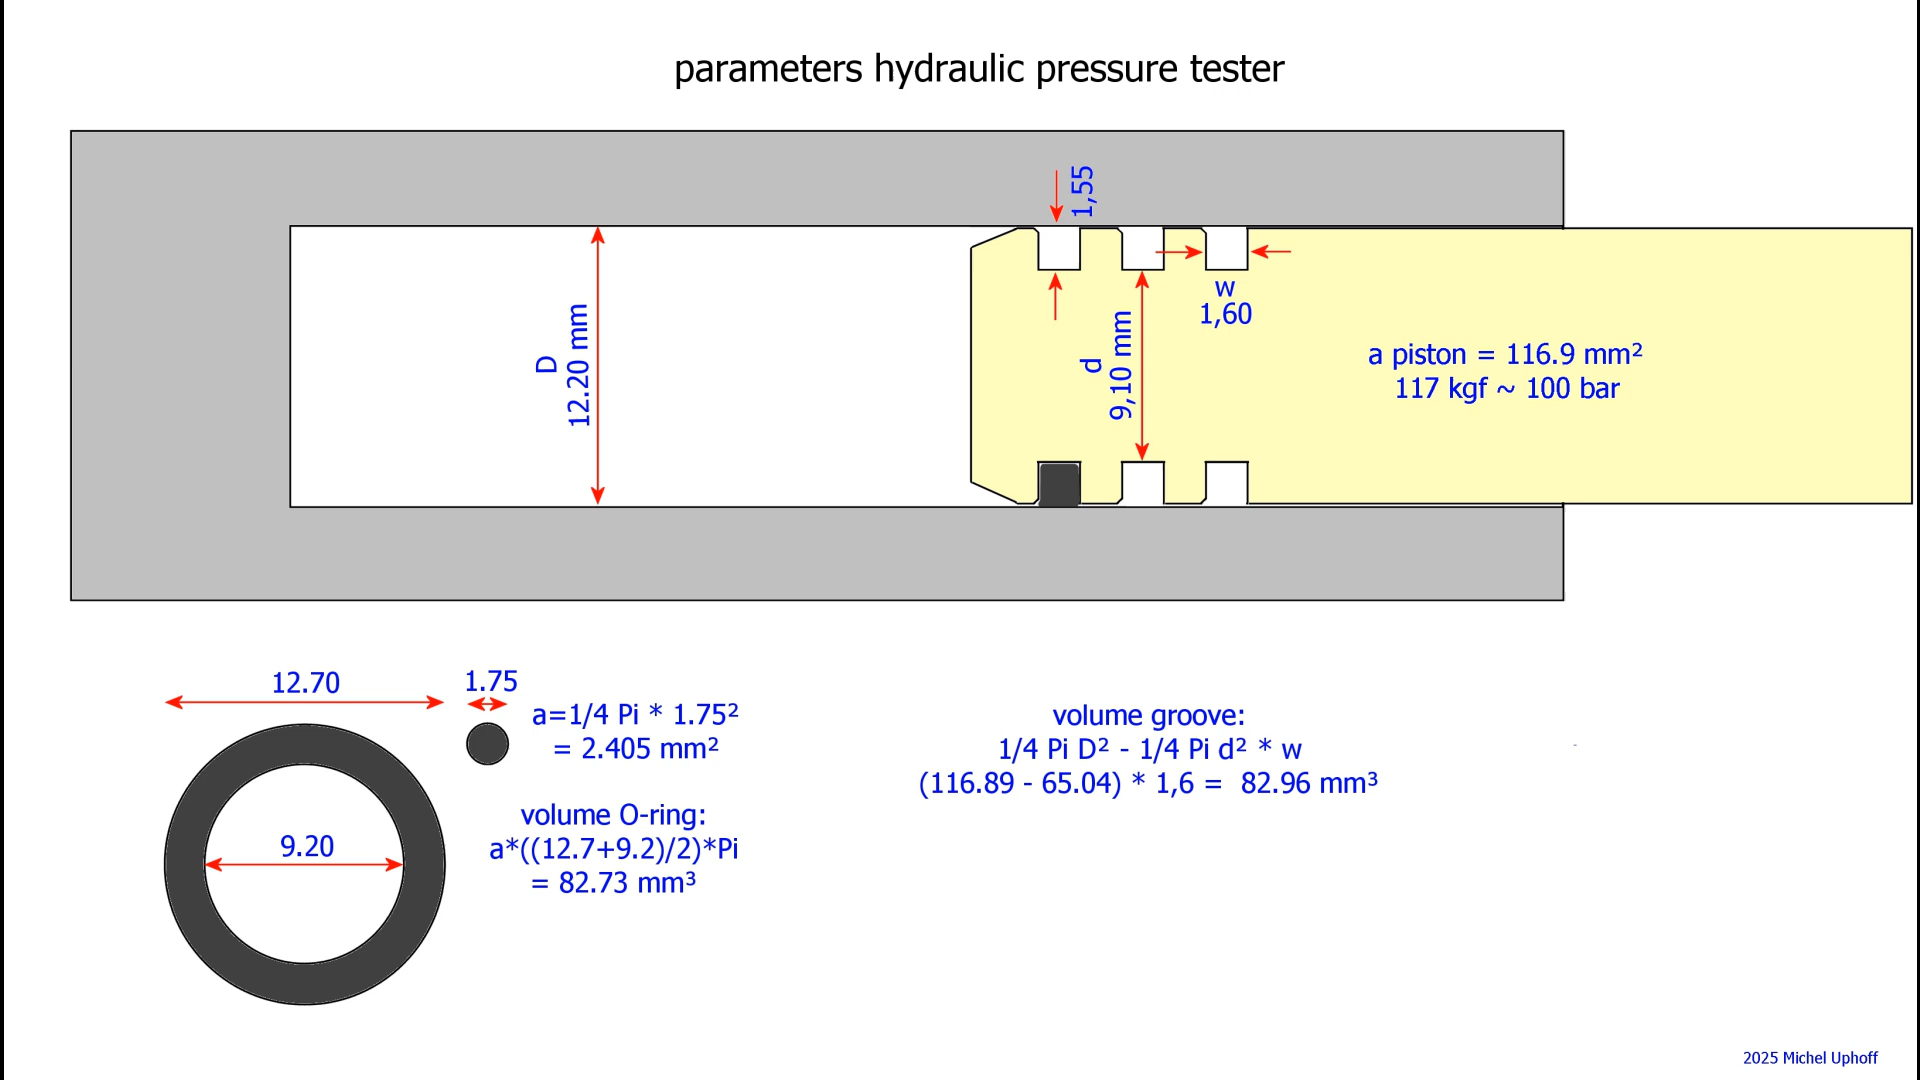 parameters hydraulic pressure tester
1,55
D
12.20 mm
d
9,10 mm
w
1,60
a piston = 116.9 mm²
117 kgf ~ 100 bar
12.70
1.75
a=1/4 Pi * 1.75²
= 2.405 mm²
9.20
volume O-ring:
a*((12.7+9.2)/2)*Pi
= 82.73 mm³
volume groove:
1/4 Pi D² - 1/4 Pi d² * w
(116.89 - 65.04) * 1,6 = 82.96 mm³
2025 Michel Uphoff